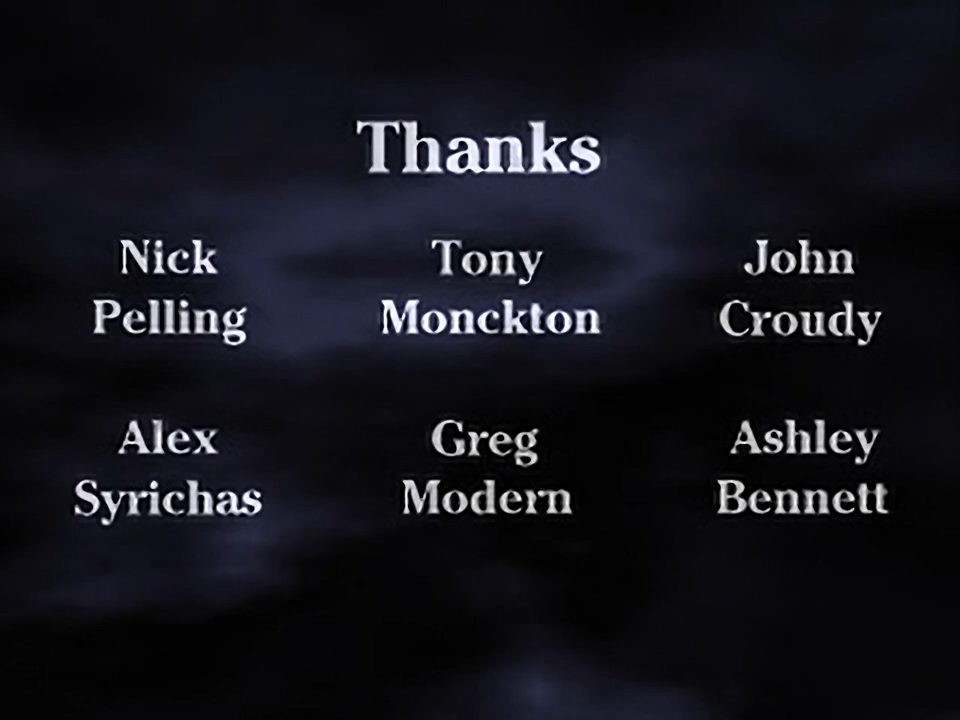 Thanks
Nick
Pelling
Tony
Monckton
John
Croudy
Alex
Syrichas
Greg
Modern
Ashley
Bennett